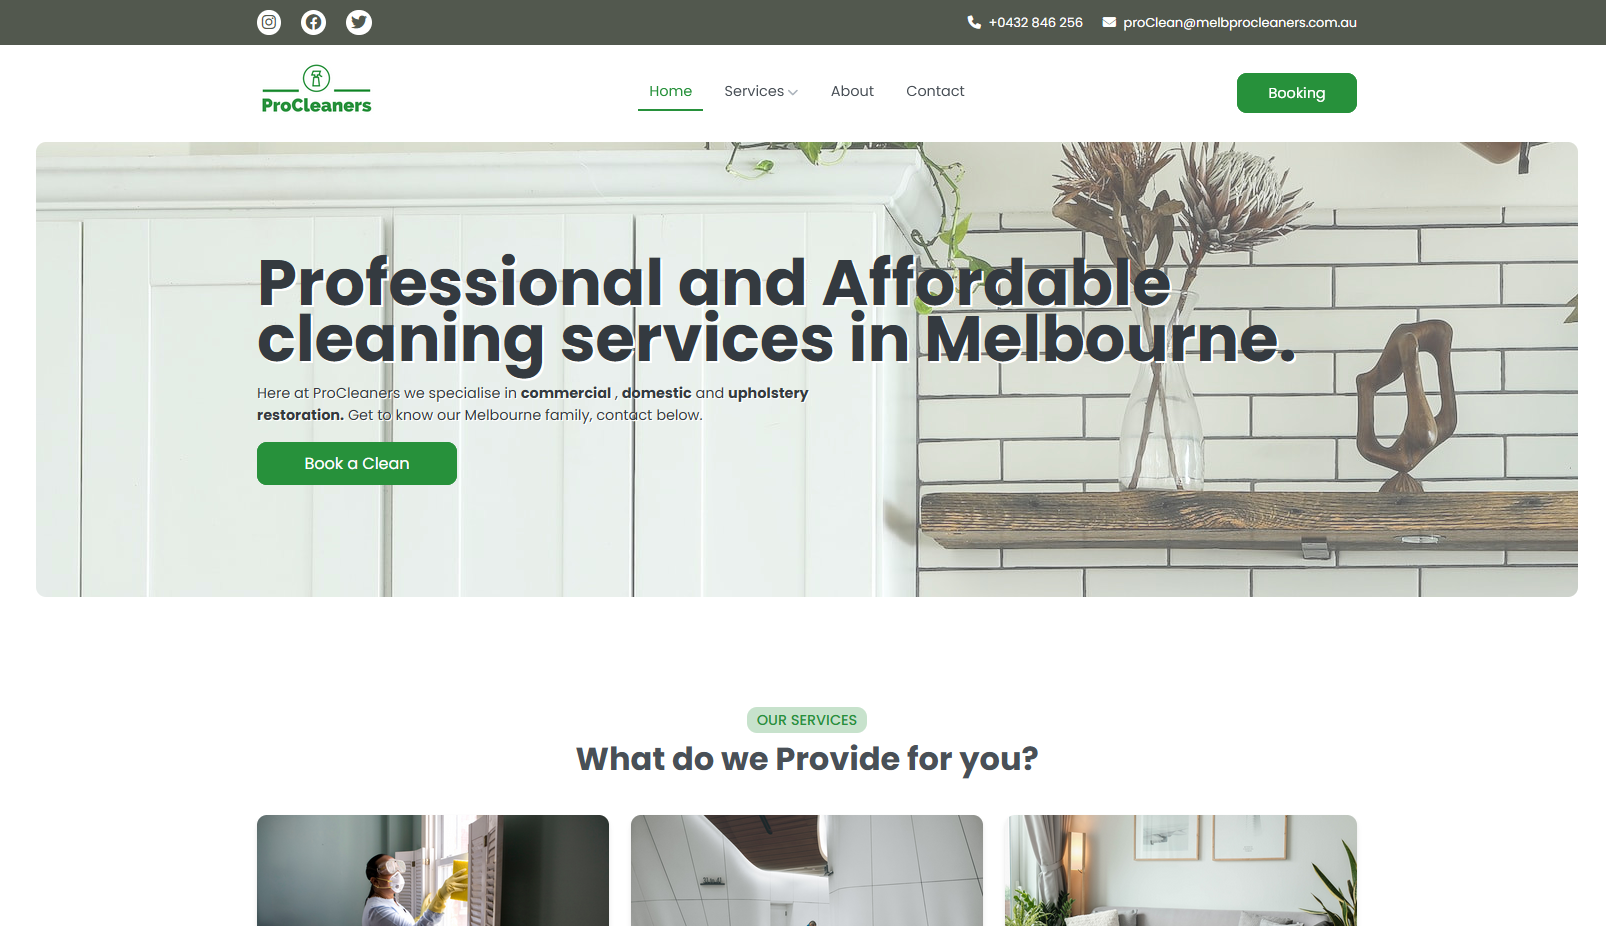 +0432 846 256
proClean@melbprocleaners.com.au
ProCleaners
Home
Services
About
Contact
Booking
Professional and Affordable
cleaning services in Melbourne.
Here at ProCleaners we specialise in commercial , domestic and upholstery
restoration. Get to know our Melbourne family, contact below.
Book a Clean
OUR SERVICES
What do we Provide for you?